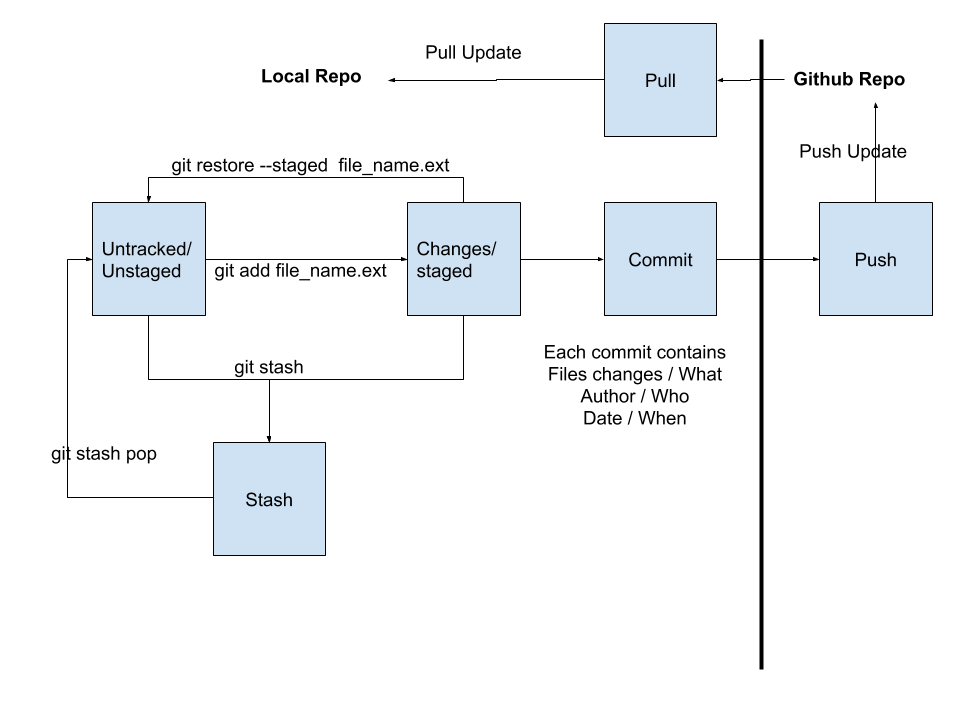 Pull Update
Local Repo
Pull
Github Repo
Push Update
git restore --staged  file_name.ext
Untracked/
Unstaged
git add file_name.ext
Changes/
staged
Commit
Push
Each commit contains
Files changes / What
Author / Who
Date / When
git stash
git stash pop
Stash